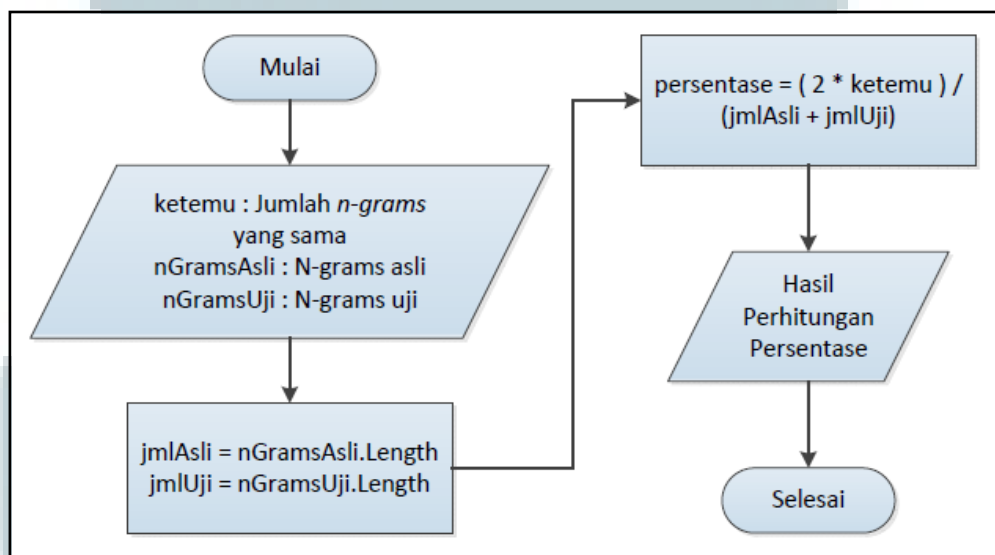 Mulai
ketemu : Jumlah n-grams
yang sama
nGramsAsli : N-grams asli
nGramsUji : N-grams uji
jmlAsli = nGramsAsli.Length
jmlUji = nGramsUji.Length
persentase = ( 2 * ketemu ) /
(jmlAsli + jmlUji)
Hasil
Perhitungan
Persentase
Selesai